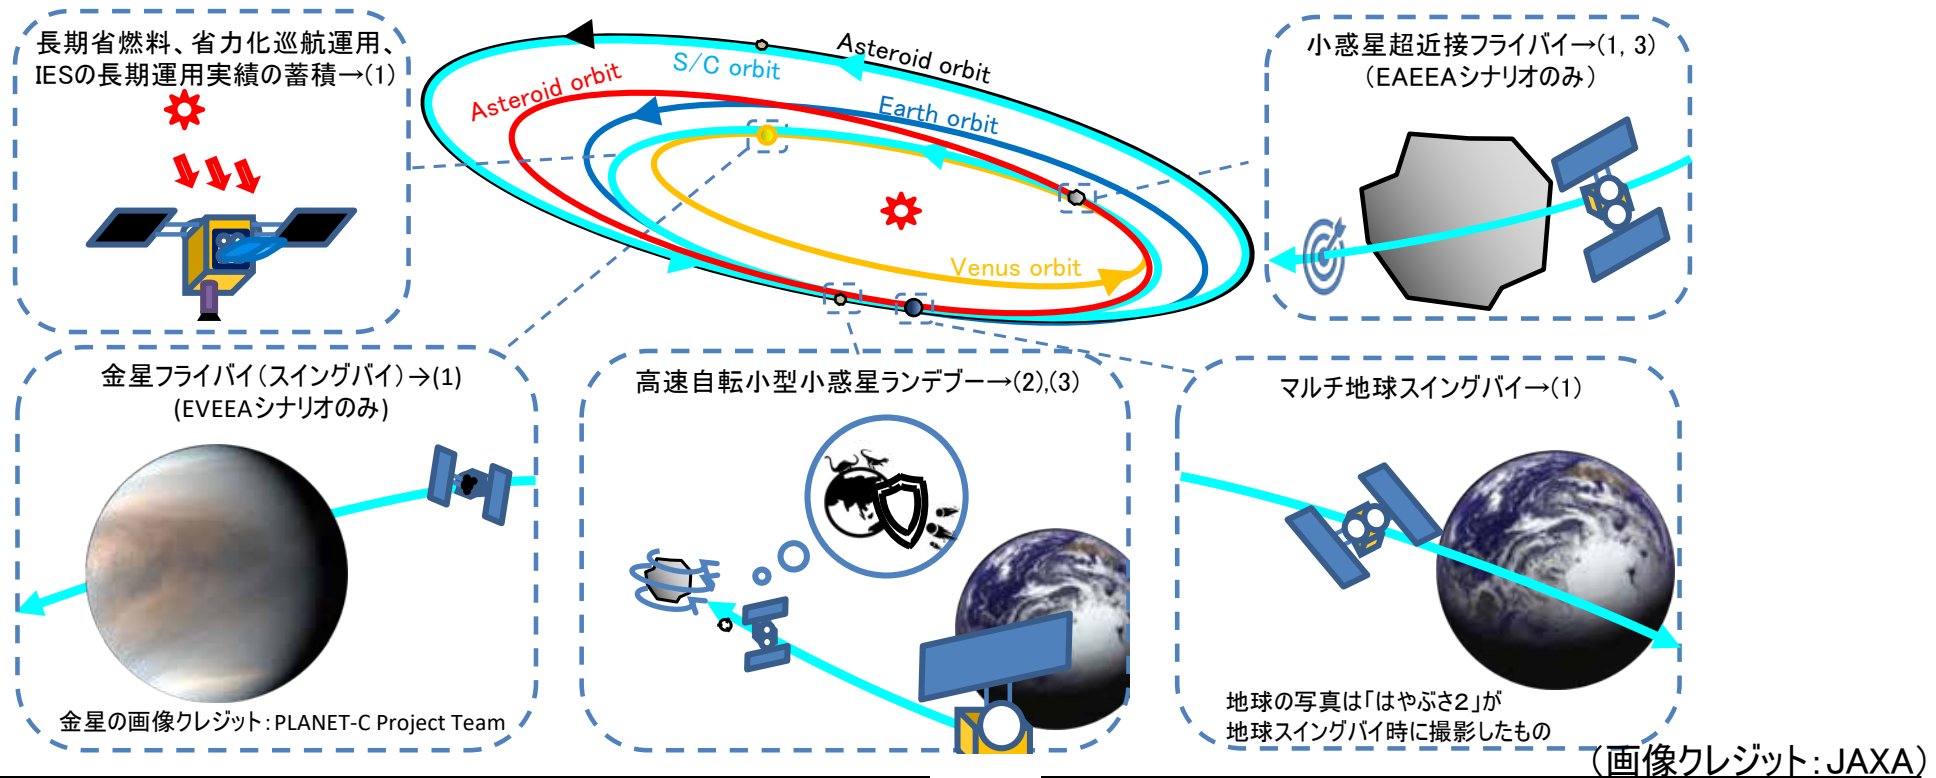 長期省燃料、省力化巡航運用、
IESの長期運用実績の蓄積→(1)
Asteroid orbit
S/C orbit
Asteroid orbit
Earth orbit
Venus orbit
小惑星超近接フライバイ→(1, 3)
(EAEEAシナリオのみ)
金星フライバイ(スイングバイ)→(1)
(EVEEAシナリオのみ)
金星の画像クレジット:PLANET-C Project Team
高速自転小型小惑星ランデブー→(2),(3)
マルチ地球スイングバイ→(1)
地球の写真は「はやぶさ2」が
地球スイングバイ時に撮影したもの
(画像クレジット:JAXA)